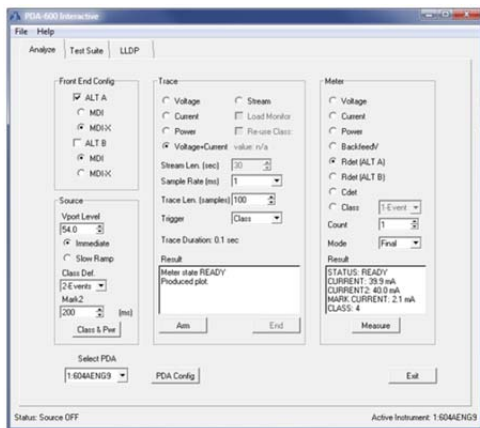 PDA-600 Interactive
File Help
Analyze Test Suite LLDP
Front End Config
ALT A
MDI
MDI-X
ALT B
MDI
MDI-X
Source
Vport Level
54.0
Immediate
Slow Ramp
Class Def.
2-Events
Mark2
200 (ms)
Class & Pwr
Trace
Voltage Stream
Current Load Monitor
Power Re-use Class
Voltage+Current value: n/a
Stream Len. (sec) 30
Sample Rate (ms) 1
Trace Len. (samples) 100
Trigger Class
Trace Duration: 0.1 sec
Result
Meter state READY
Produced plot.
Arm End
Meter
Voltage
Current
Power
BackfeedV
Rdet (ALT A)
Rdet (ALT B)
Cdet
Class 1-Event
Count 1
Mode Final
Result
STATUS: READY
CURRENT: 39.9 mA
CURRENT2: 40.0 mA
MARK CURRENT: 2.1 mA
CLASS: 4
Measure
Select PDA
1:604AENG9 PDA Config Exit
Status: Source OFF Active Instrument: 1:604AENG9